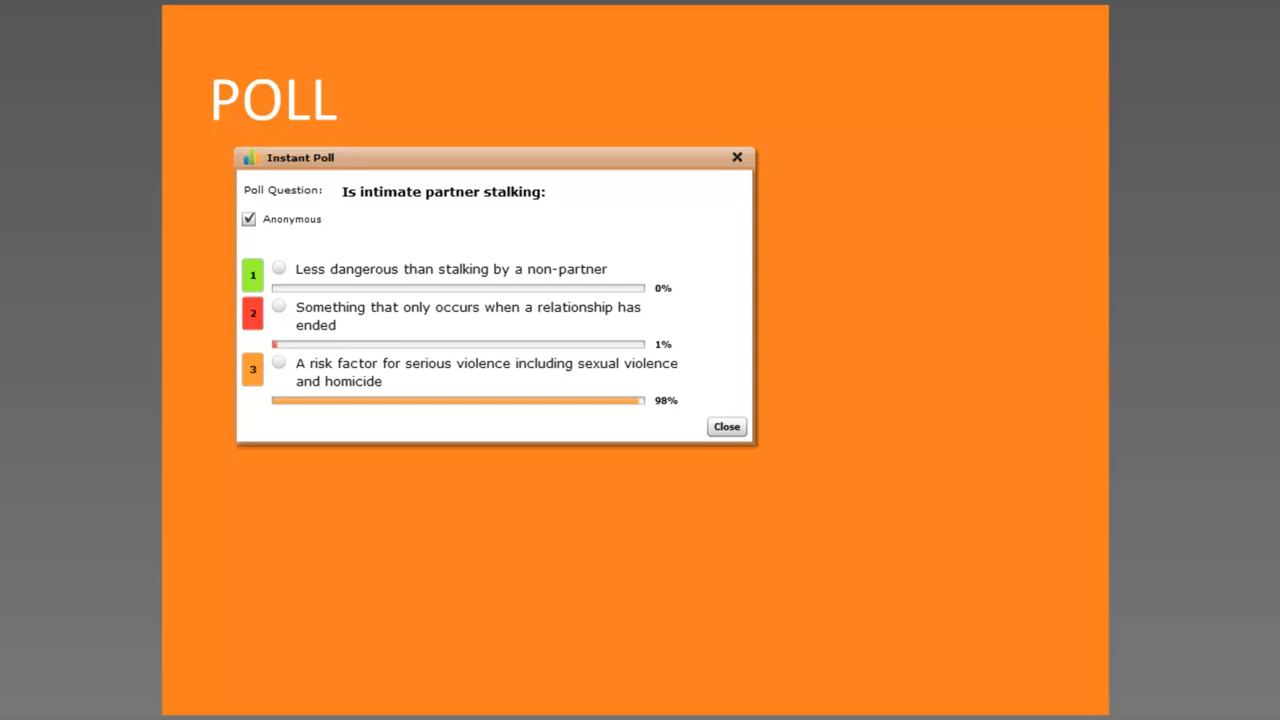 POLL
Instant Poll
Poll Question: Is intimate partner stalking:
Anonymous
1 Less dangerous than stalking by a non-partner
0%
2 Something that only occurs when a relationship has
ended
1%
3 A risk factor for serious violence including sexual violence
and homicide
98%
Close